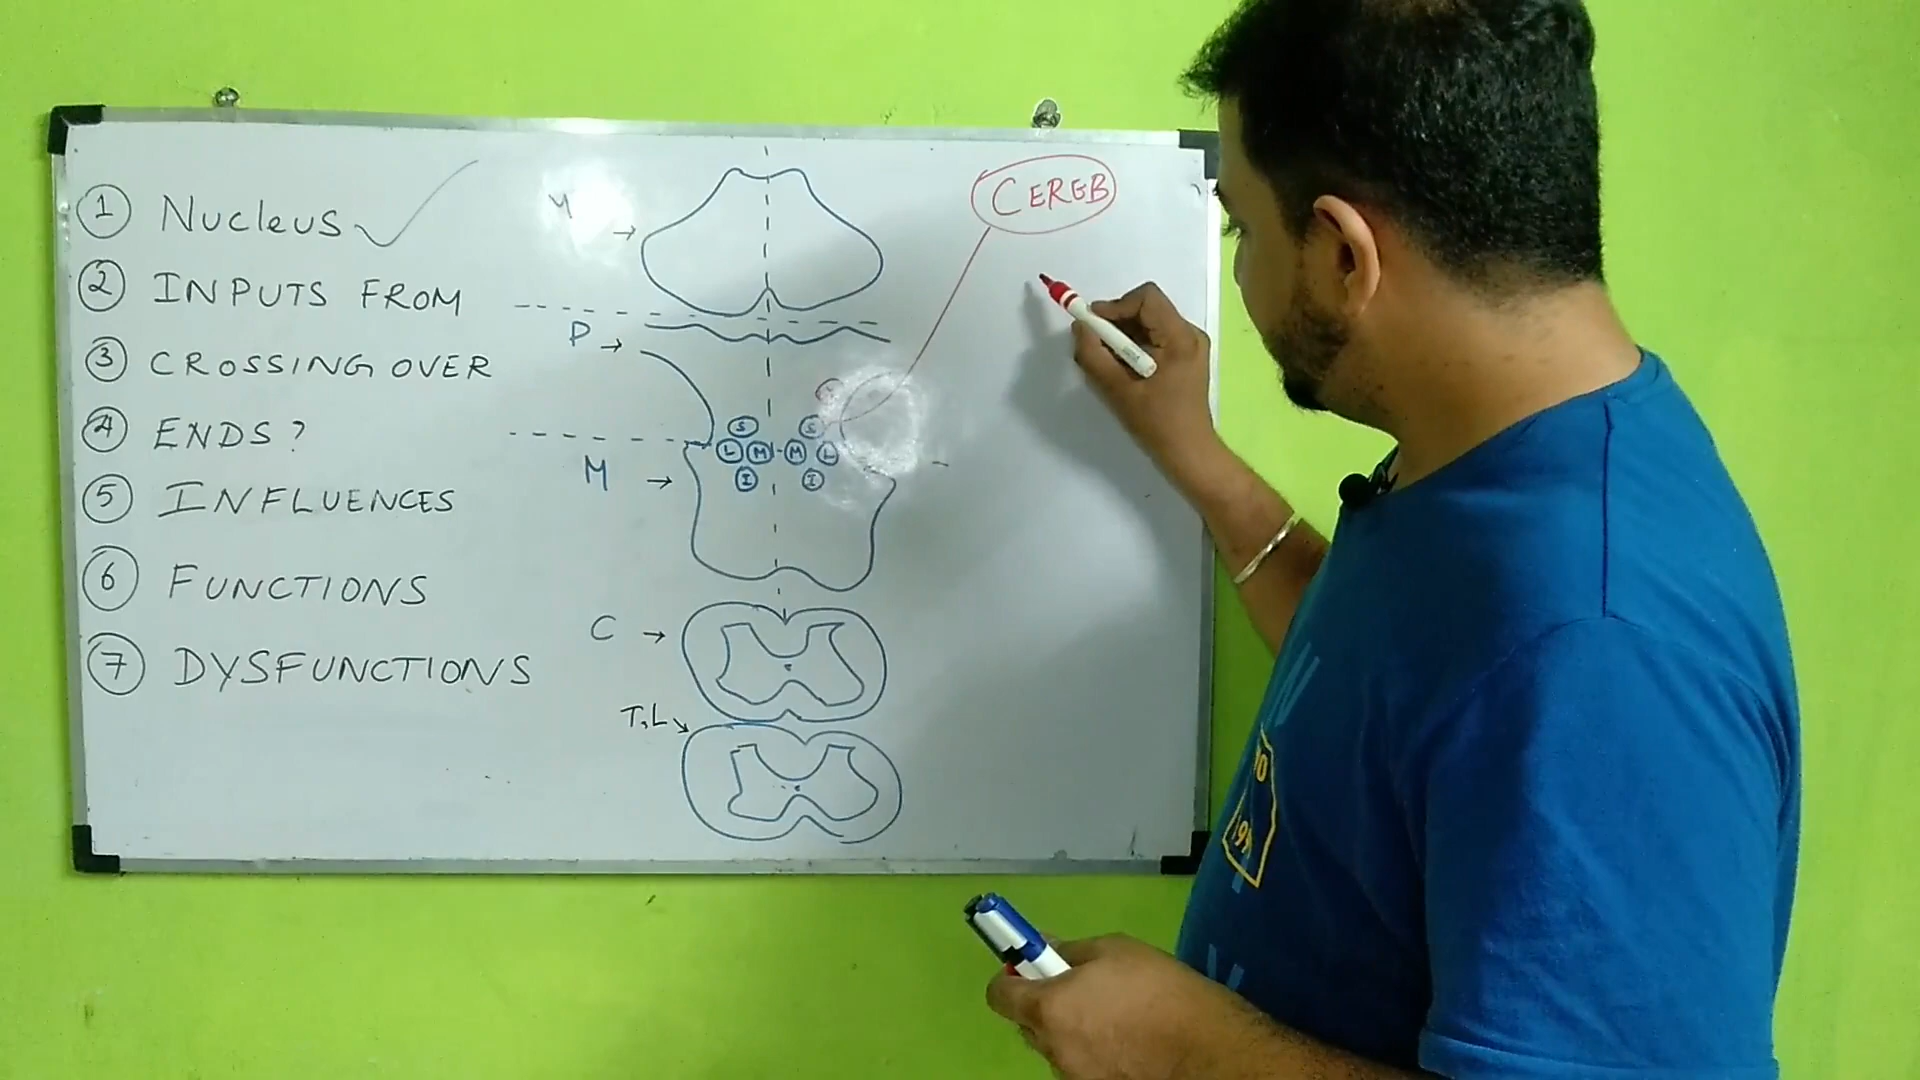 1 Nucleus
2 INPUTS FROM
3 CROSSING OVER
4 ENDS?
5 INFLUENCES
6 FUNCTIONS
7 DYSFUNCTIONS
P
M
C
T, L
S S
L M M L
I I
CEREB